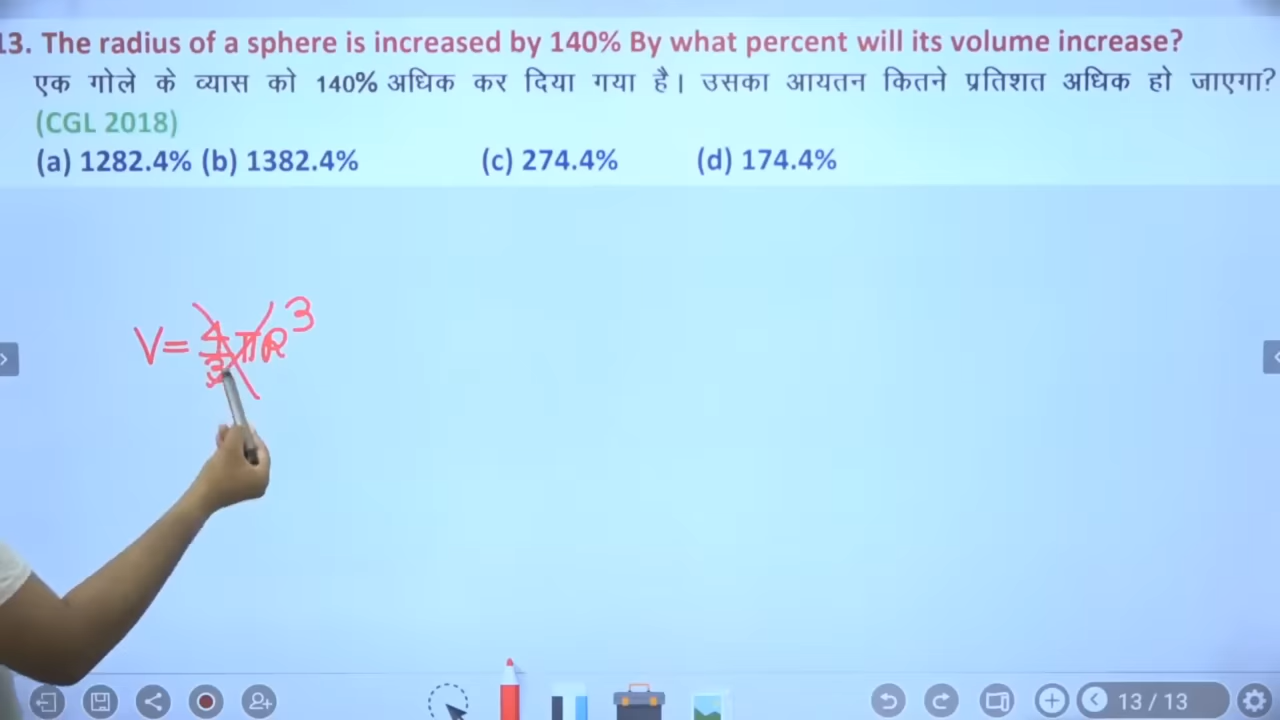 13. The radius of a sphere is increased by 140% By what percent will its volume increase?
एक गोले के व्यास को 140% अधिक कर दिया गया है। उसका आयतन कितने प्रतिशत अधिक हो जाएगा?
(CGL 2018)
(a) 1282.4% (b) 1382.4% (c) 274.4% (d) 174.4%
V= 4/3 πR³
13 / 13